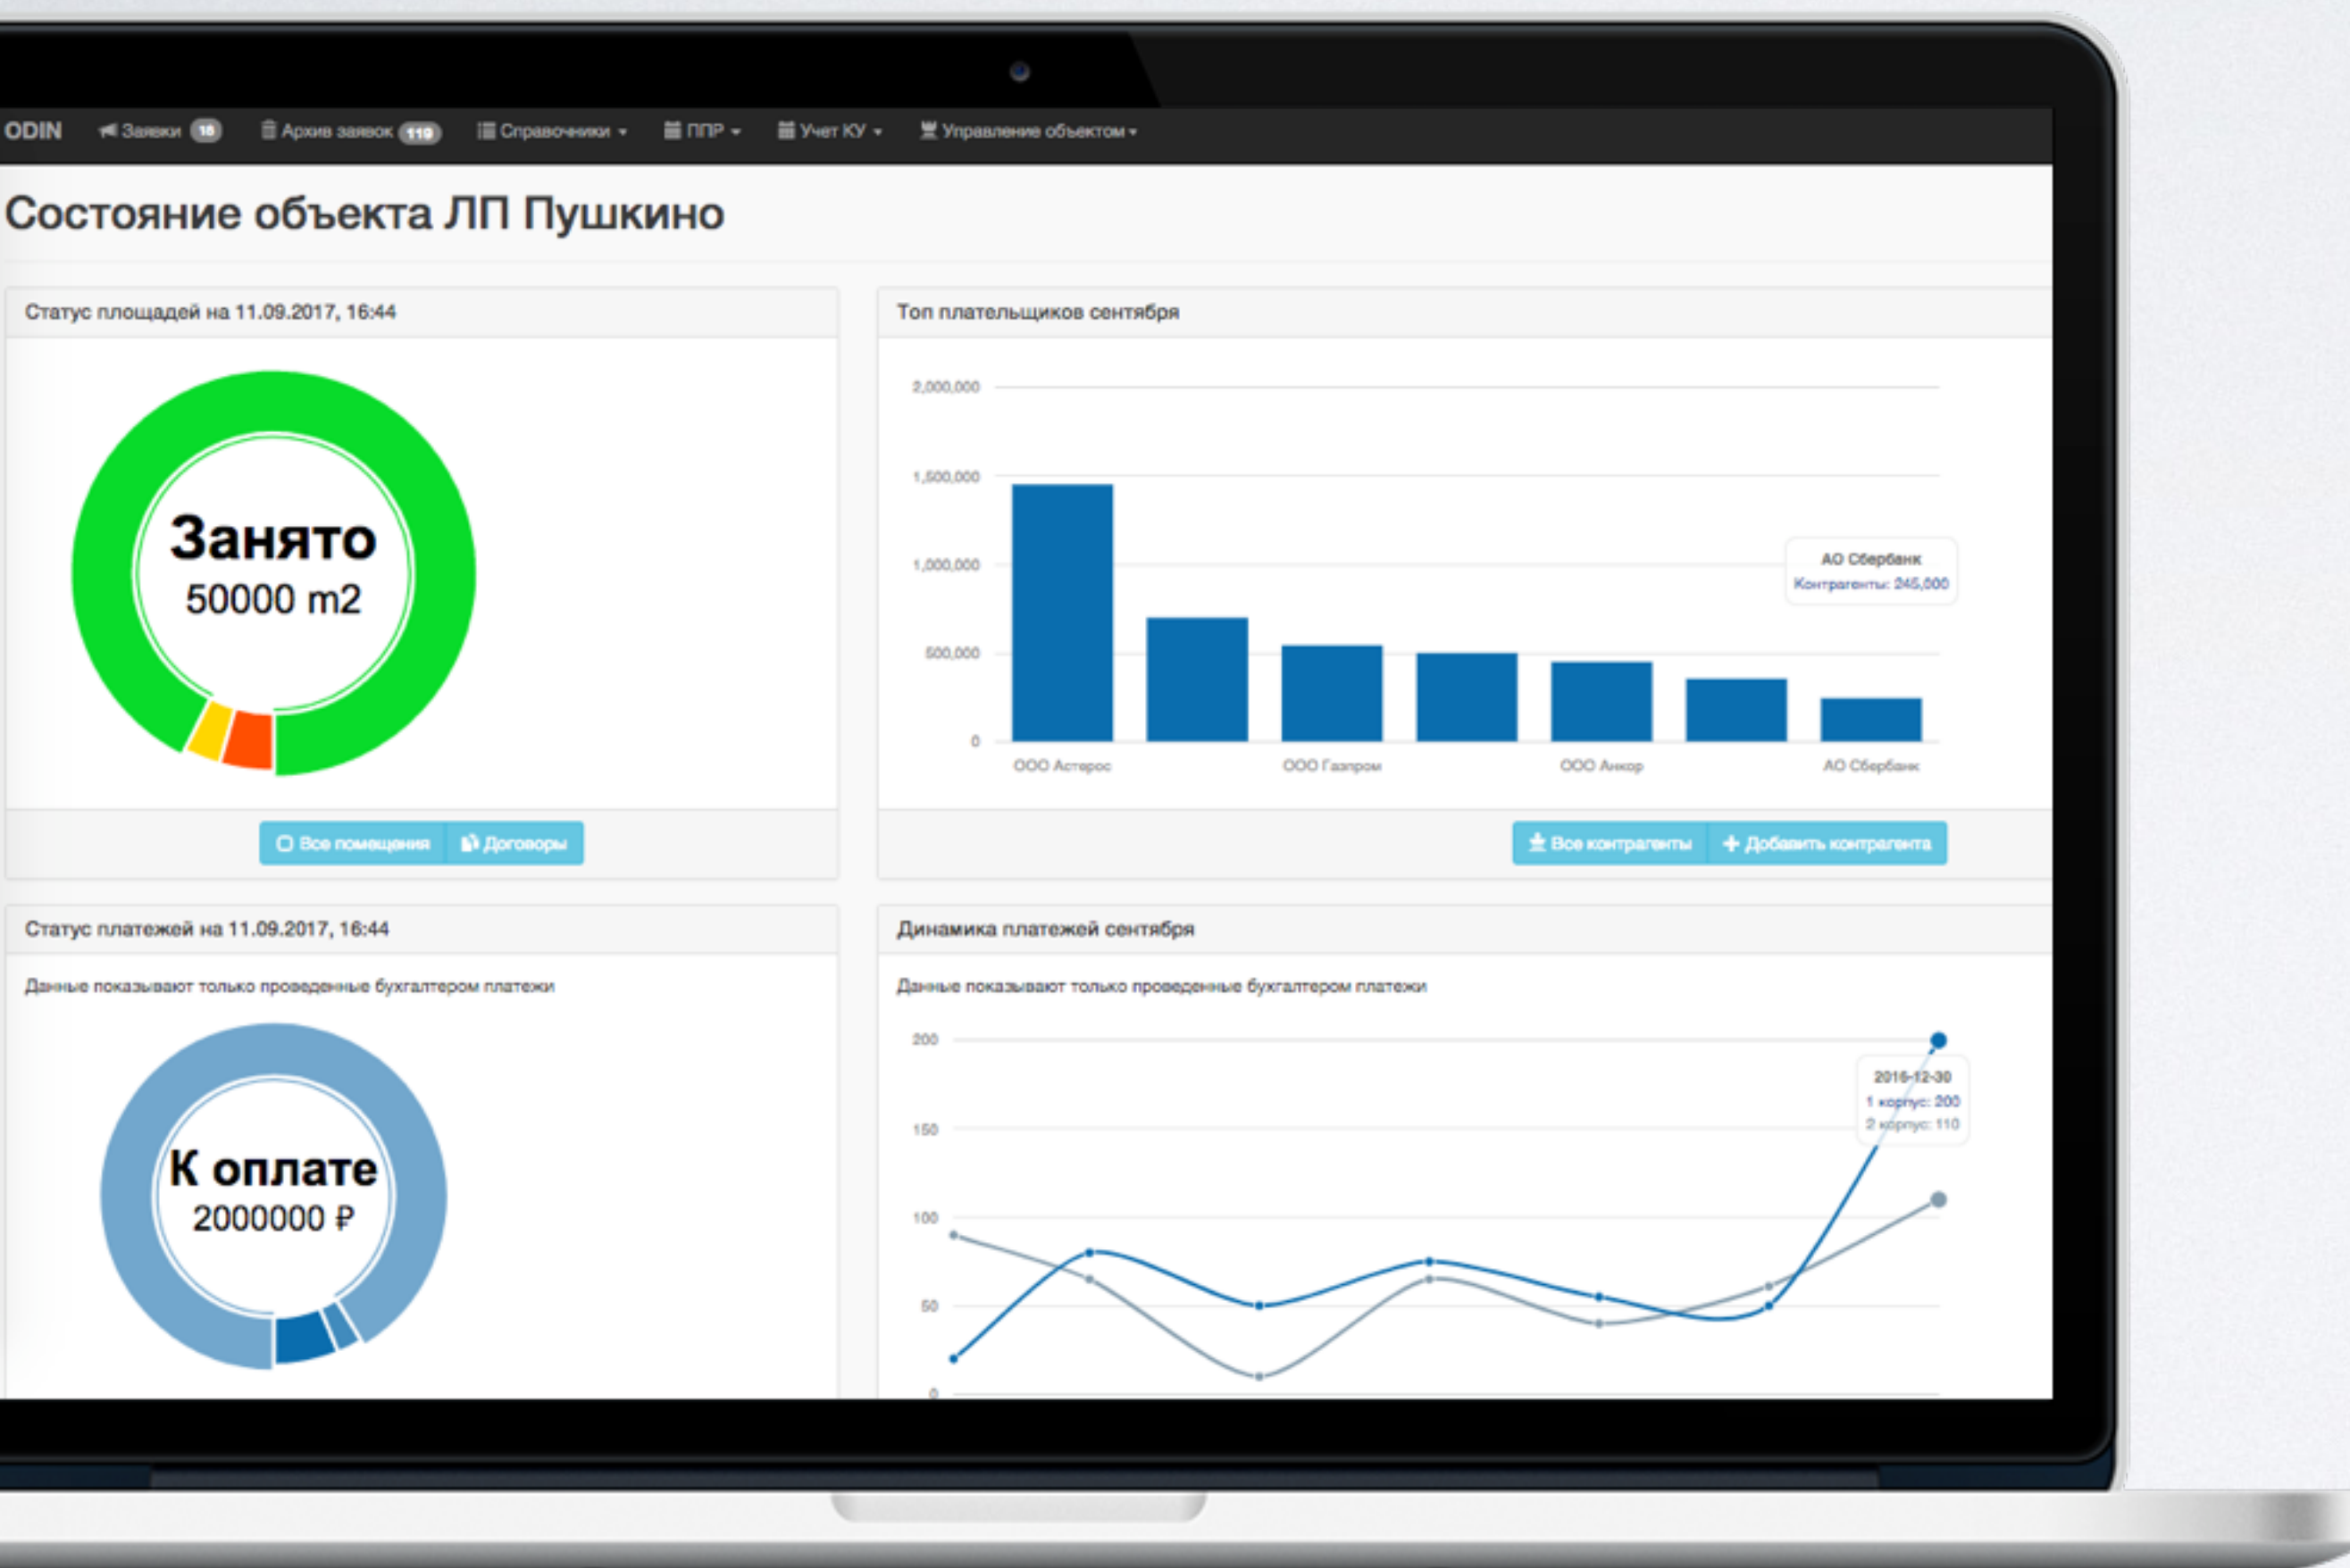 ODIN Заявки 18 Архив заявок 119 Справочники ППР Учет КУ Управление объектом
Состояние объекта ЛП Пушкино
Статус площадей на 11.09.2017, 16:44
Занято
50000 m2
Все помещения Договоры
Топ плательщиков сентября
2,000,000
1,500,000
1,000,000
500,000
0
АО Сбербанк
Контрагенты: 245,000
ООО Астерос ООО Газпром ООО Анкор АО Сбербанк
Все контрагенты Добавить контрагента
Статус платежей на 11.09.2017, 16:44
Данные показывают только проведенные бухгалтером платежи
К оплате
2000000 ₽
Динамика платежей сентября
Данные показывают только проведенные бухгалтером платежи
200
150
100
50
0
2016-12-30
1 корпус: 200
2 корпус: 110